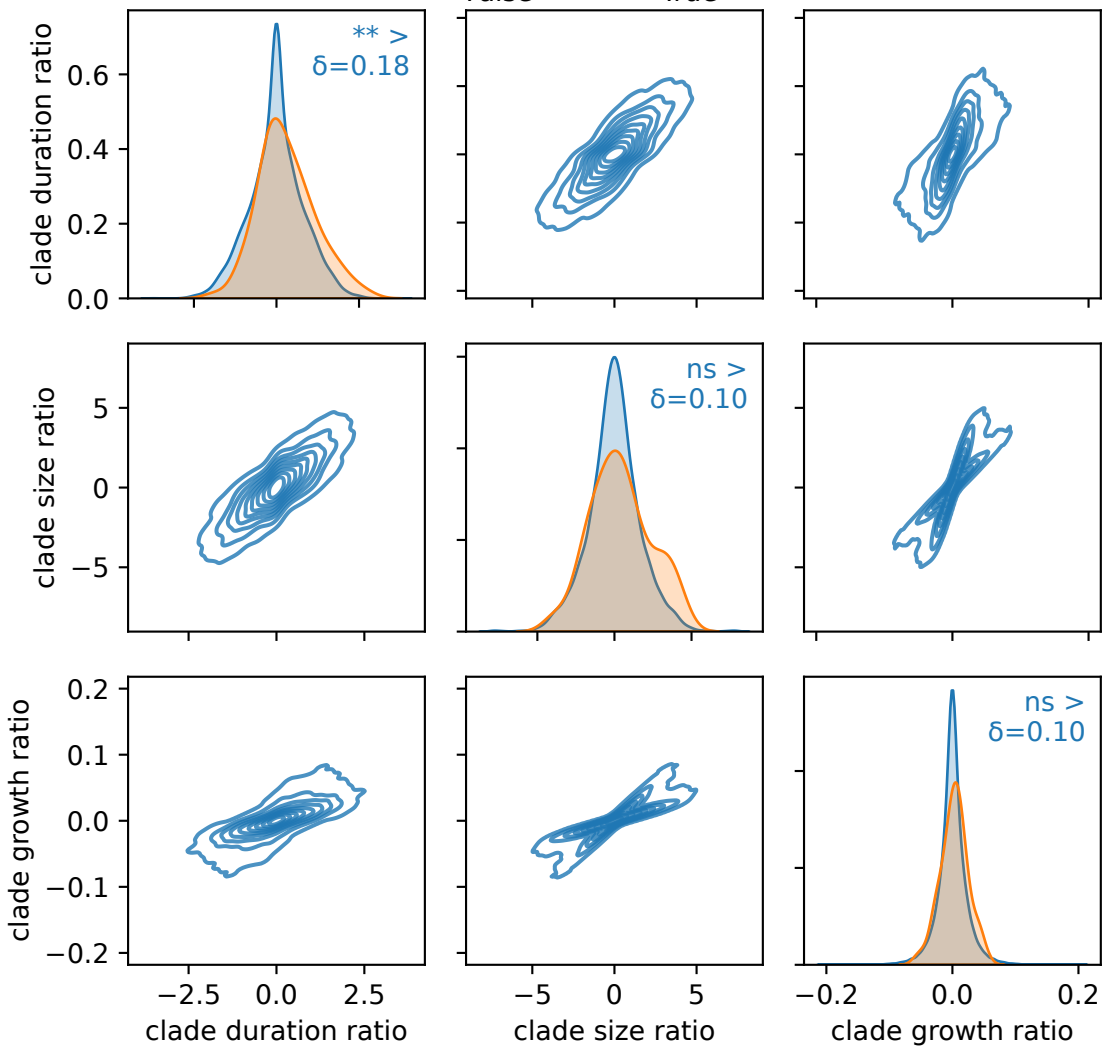 False True
** >
δ=0.18
clade duration ratio
0.6
0.4
0.2
0.0
ns >
δ=0.10
clade size ratio
5
0
−5
ns >
δ=0.10
clade growth ratio
0.2
0.1
0.0
−0.1
−0.2
−2.5 0.0 2.5
−5 0 5
−0.2 0.0 0.2
clade duration ratio
clade size ratio
clade growth ratio